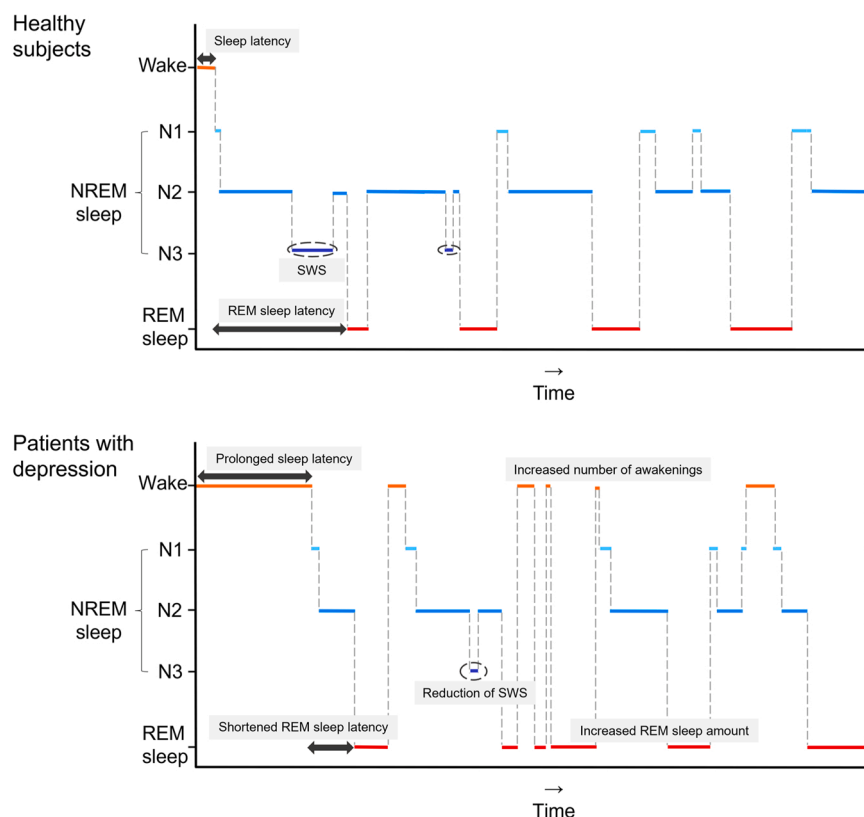 Healthy
subjects
Sleep latency
Wake
N1
NREM
sleep
N2
N3
SWS
REM sleep latency
REM
sleep
→
Time
Patients with
depression
Prolonged sleep latency
Increased number of awakenings
Wake
N1
NREM
sleep
N2
N3
Reduction of SWS
Shortened REM sleep latency
Increased REM sleep amount
REM
sleep
→
Time